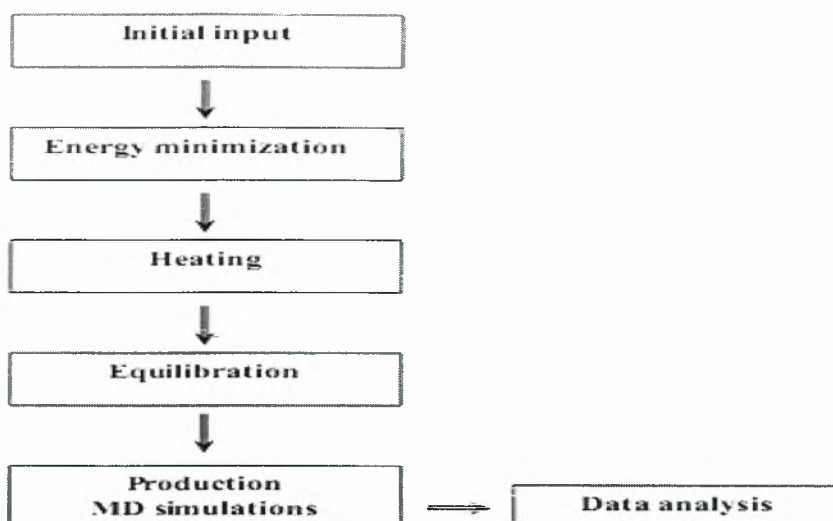 Initial input
Energy minimization
Heating
Equilibration
Production
MD simulations
Data analysis